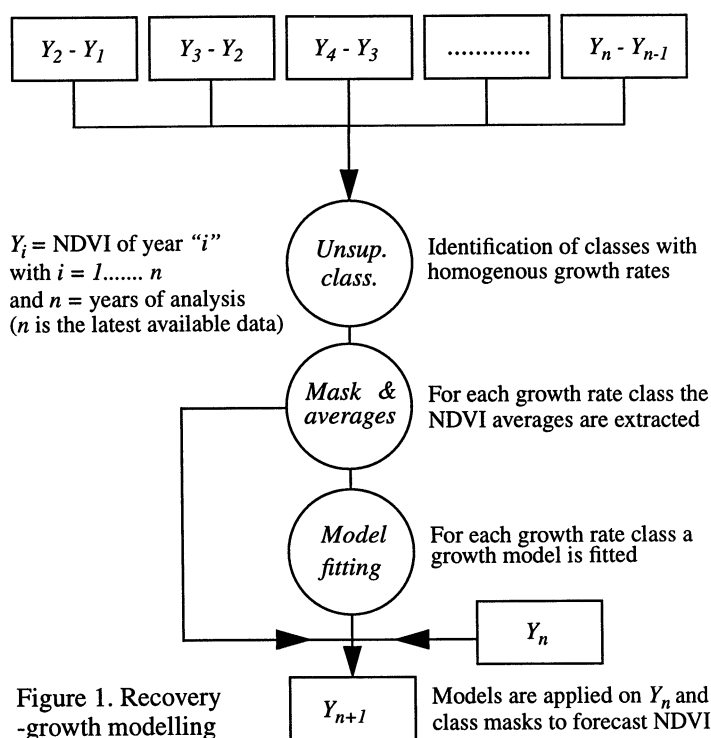 Y2 - Y1
Y3 - Y2
Y4 - Y3
............
Yn - Yn-1
Yi = NDVI of year “i”
with i = 1....... n
and n = years of analysis
(n is the latest available data)
Unsup.
class.
Identification of classes with
homogenous growth rates
Mask &
averages
For each growth rate class the
NDVI averages are extracted
Model
fitting
For each growth rate class a
growth model is fitted
Yn
Figure 1. Recovery
-growth modelling
Yn+1
Models are applied on Yn and
class masks to forecast NDVI